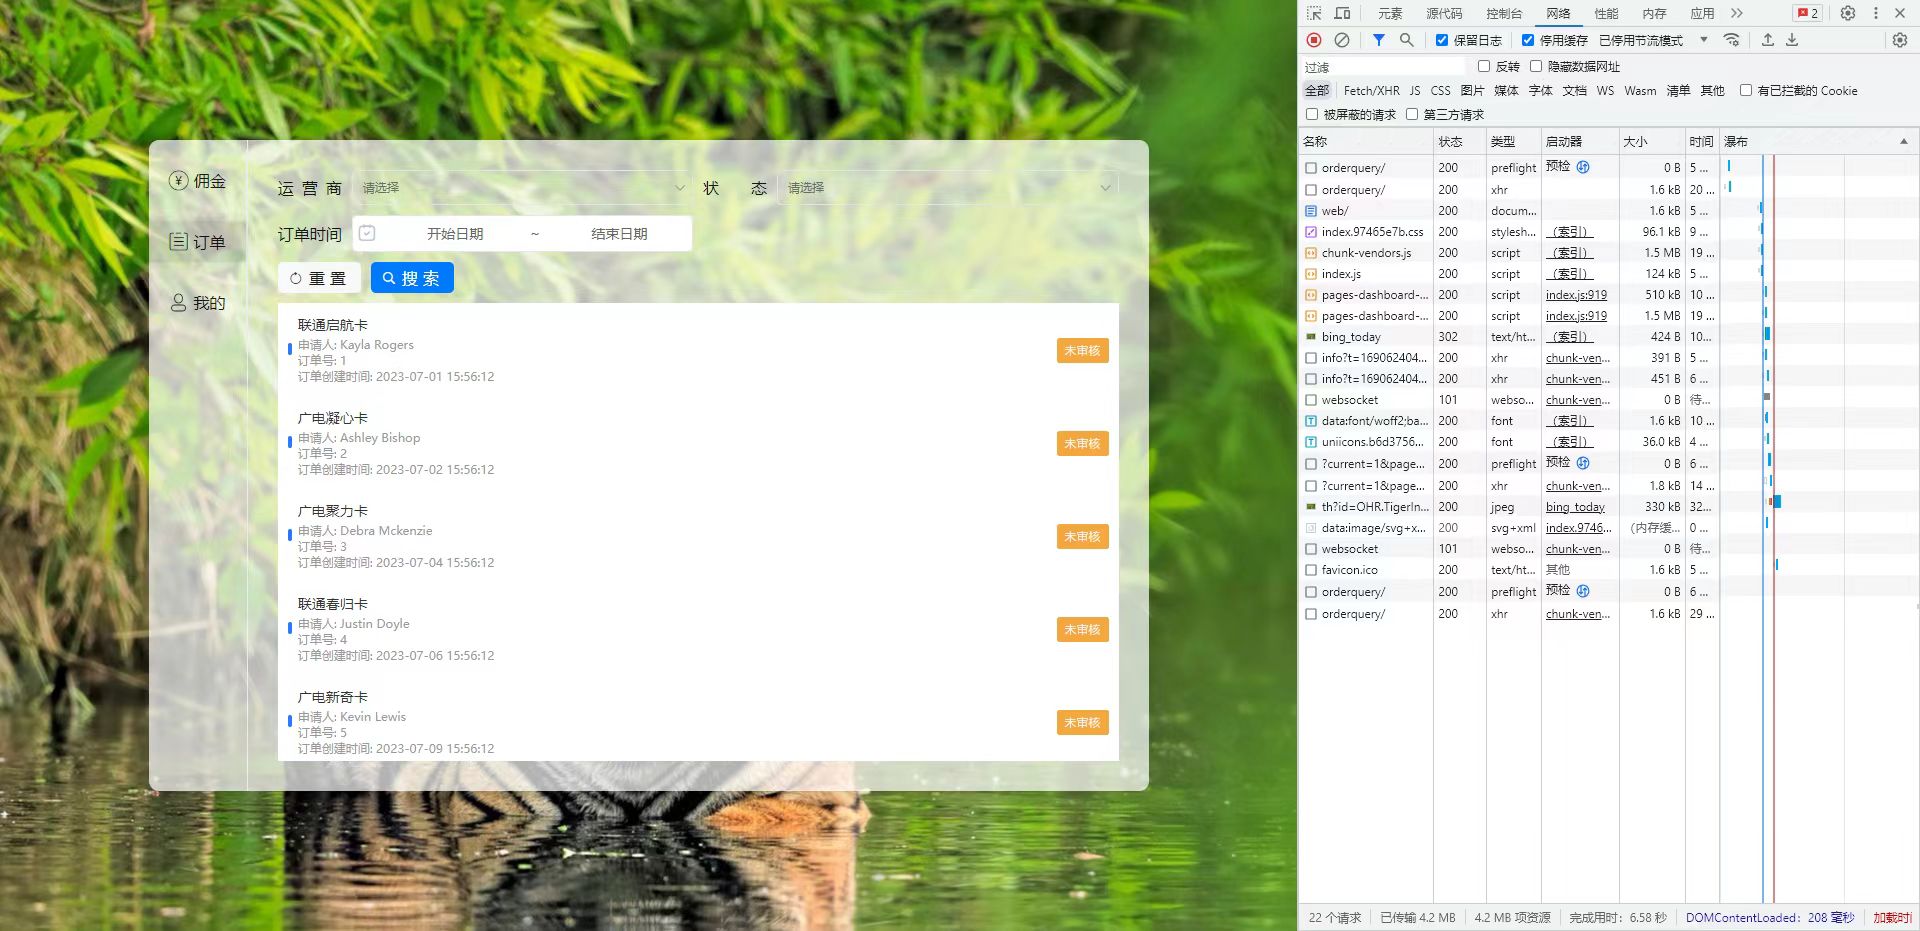 佣金
订单
我的
运 营 商 请选择 状 态 请选择
订单时间 开始日期 ~ 结束日期
重 置 搜 索
联通启航卡
申请人: Kayla Rogers
订单号: 1
订单创建时间: 2023-07-01 15:56:12
未审核
广电凝心卡
申请人: Ashley Bishop
订单号: 2
订单创建时间: 2023-07-02 15:56:12
未审核
广电聚力卡
申请人: Debra Mckenzie
订单号: 3
订单创建时间: 2023-07-04 15:56:12
未审核
联通春归卡
申请人: Justin Doyle
订单号: 4
订单创建时间: 2023-07-06 15:56:12
未审核
广电新奇卡
申请人: Kevin Lewis
订单号: 5
订单创建时间: 2023-07-09 15:56:12
未审核
元素 源代码 控制台 网络 性能 内存 应用 2
保留日志 停用缓存 已停用节流模式
过滤 反转 隐藏数据网址
全部 Fetch/XHR JS CSS 图片 媒体 字体 文档 WS Wasm 清单 其他 有已拦截的 Cookie
被屏蔽的请求 第三方请求
名称 状态 类型 启动器 大小 时间 瀑布
orderquery/ 200 preflight 预检 0 B 5 ...
orderquery/ 200 xhr 1.6 kB 20 ...
web/ 200 docum... 1.6 kB 5 ...
index.97465e7b.css 200 stylesh... （索引） 96.1 kB 9 ...
chunk-vendors.js 200 script （索引） 1.5 MB 19 ...
index.js 200 script （索引） 124 kB 5 ...
pages-dashboard-... 200 script index.js:919 510 kB 10 ...
pages-dashboard-... 200 script index.js:919 1.5 MB 19 ...
bing_today 302 text/ht... （索引） 424 B 10...
info?t=169062404... 200 xhr chunk-ven... 391 B 5 ...
info?t=169062404... 200 xhr chunk-ven... 451 B 6 ...
websocket 101 webso... chunk-ven... 0 B 待...
data:font/woff2;ba... 200 font （索引） 1.6 kB 10 ...
uniicons.b6d3756... 200 font （索引） 36.0 kB 4 ...
?current=1&page... 200 preflight 预检 0 B 6 ...
?current=1&page... 200 xhr chunk-ven... 1.8 kB 14 ...
th?id=OHR.TigerIn... 200 jpeg bing_today 330 kB 32...
data:image/svg+x... 200 svg+xml index.9746... (内存缓... 0 ...
websocket 101 webso... chunk-ven... 0 B 待...
favicon.ico 200 text/ht... 其他 1.6 kB 5 ...
orderquery/ 200 preflight 预检 0 B 6 ...
orderquery/ 200 xhr chunk-ven... 1.6 kB 29 ...
22 个请求 已传输 4.2 MB 4.2 MB 项资源 完成用时：6.58 秒 DOMContentLoaded：208 毫秒 加载时